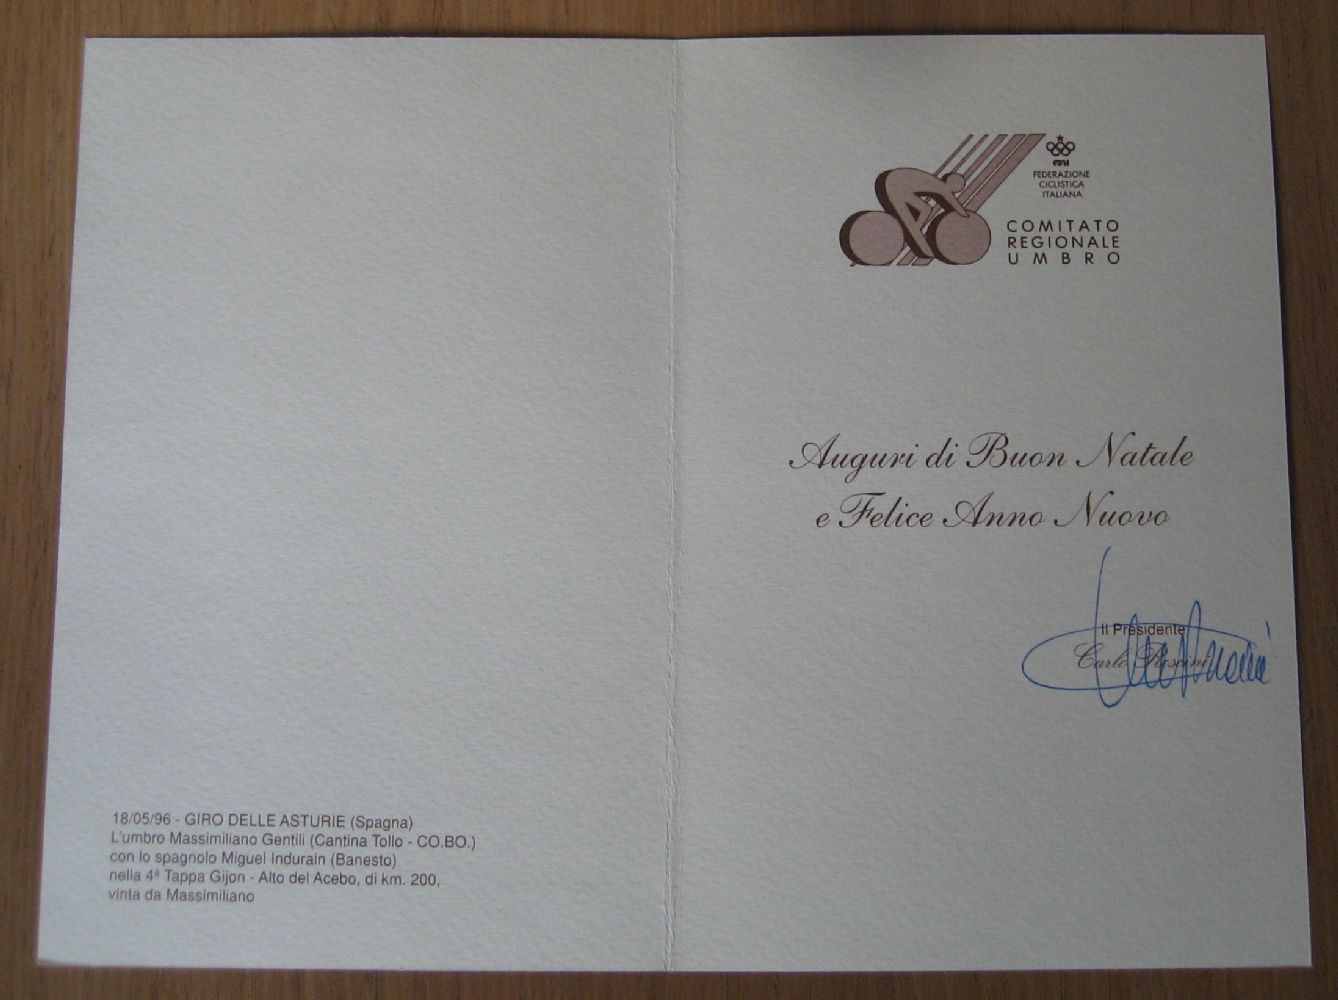 18/05/96 - GIRO DELLE ASTURIE (Spagna)
L'umbro Massimiliano Gentili (Cantina Tollo - CO.BO.)
con lo spagnolo Miguel Indurain (Banesto)
nella 4ª Tappa Gijon - Alto del Acebo, di km. 200,
vinta da Massimiliano
FEDERAZIONE
CICLISTICA
ITALIANA
COMITATO
REGIONALE
UMBRO
Auguri di Buon Natale
e Felice Anno Nuovo
Il Presidente
Carlo Roscini